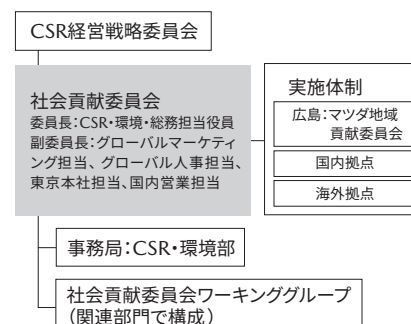 CSR経営戦略委員会
社会貢献委員会
委員長：CSR・環境・総務担当役員
副委員長：グローバルマーケティ
ング担当、グローバル人事担当、
東京本社担当、国内営業担当
実施体制
広島：マツダ地域
貢献委員会
国内拠点
海外拠点
事務局：CSR・環境部
社会貢献委員会ワーキンググループ
（関連部門で構成）